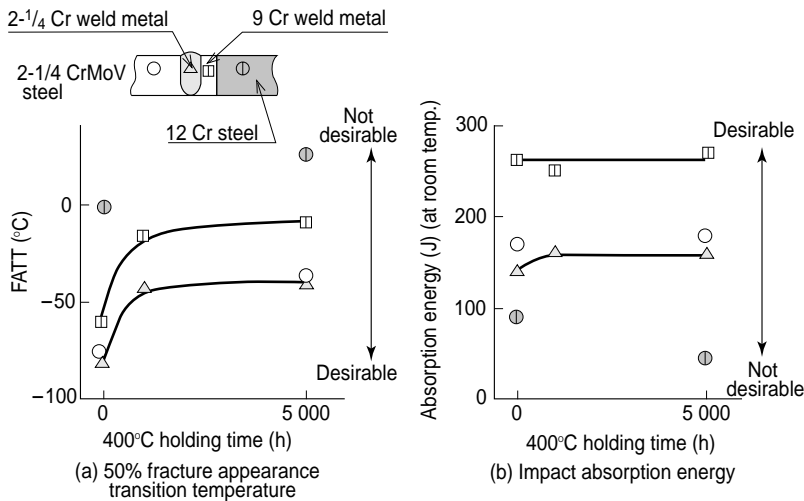 2-1/4 Cr weld metal
9 Cr weld metal
2-1/4 CrMoV
steel
12 Cr steel
Not
desirable
0
−50
−100
FATT (°C)
Desirable
0
5 000
400°C holding time (h)
(a) 50% fracture appearance
transition temperature
300
200
100
0
Absorption energy (J) (at room temp.)
Desirable
Not
desirable
0
5 000
400°C holding time (h)
(b) Impact absorption energy